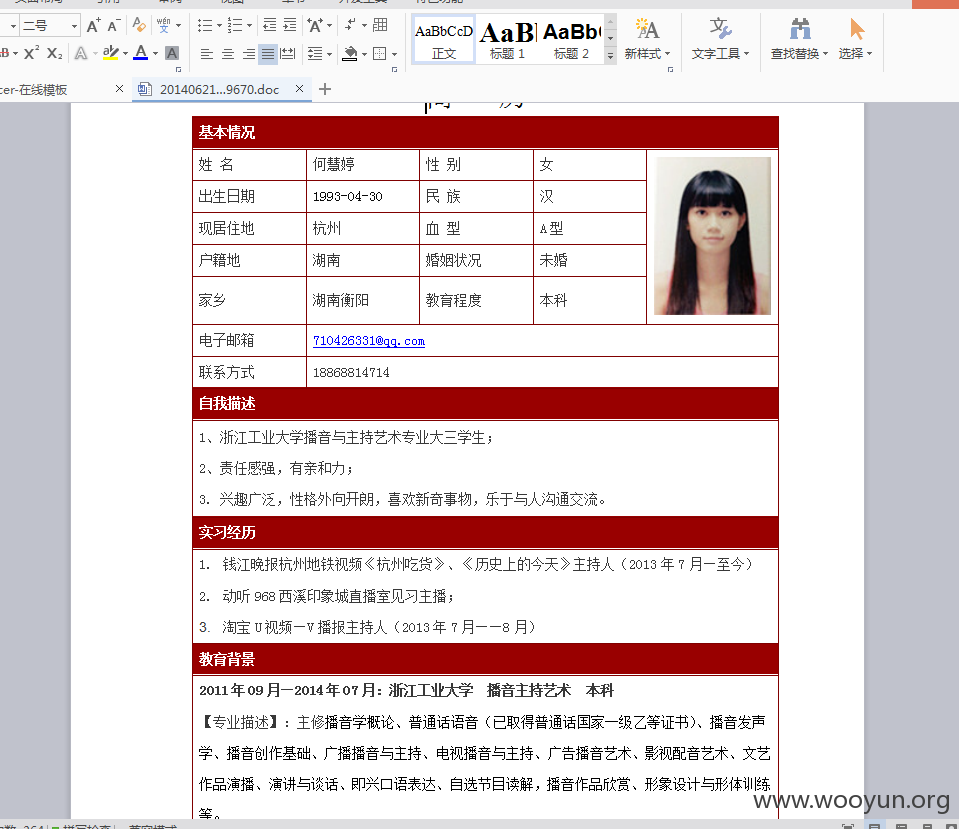 二号
A⁺ A⁻
wén
文
AaBbCcD
正文
AaBl
标题 1
AaBb(
标题 2
新样式
文字工具
查找替换
选择
B X² X₂ A ab A A
cer-在线模板
20140621...9670.doc
基本情况
姓 名 何慧婷 性 别 女
出生日期 1993-04-30 民 族 汉
现居住地 杭州 血 型 A型
户籍地 湖南 婚姻状况 未婚
家乡 湖南衡阳 教育程度 本科
电子邮箱 710426331@qq.com
联系方式 18868814714
自我描述
1、浙江工业大学播音与主持艺术专业大三学生；
2、责任感强，有亲和力；
3. 兴趣广泛，性格外向开朗，喜欢新奇事物，乐于与人沟通交流。
实习经历
1. 钱江晚报杭州地铁视频《杭州吃货》、《历史上的今天》主持人（2013 年 7 月—至今）
2. 动听 968 西溪印象城直播室见习主播；
3. 淘宝 U 视频—V 播报主持人（2013 年 7 月——8 月）
教育背景
2011 年 09 月—2014 年 07 月：浙江工业大学 播音主持艺术 本科
【专业描述】：主修播音学概论、普通话语音（已取得普通话国家一级乙等证书）、播音发声
学、播音创作基础、广播播音与主持、电视播音与主持、广告播音艺术、影视配音艺术、文艺
作品演播、演讲与谈话、即兴口语表达、自选节目读解，播音作品欣赏、形象设计与形体训练
等。
www.wooyun.org